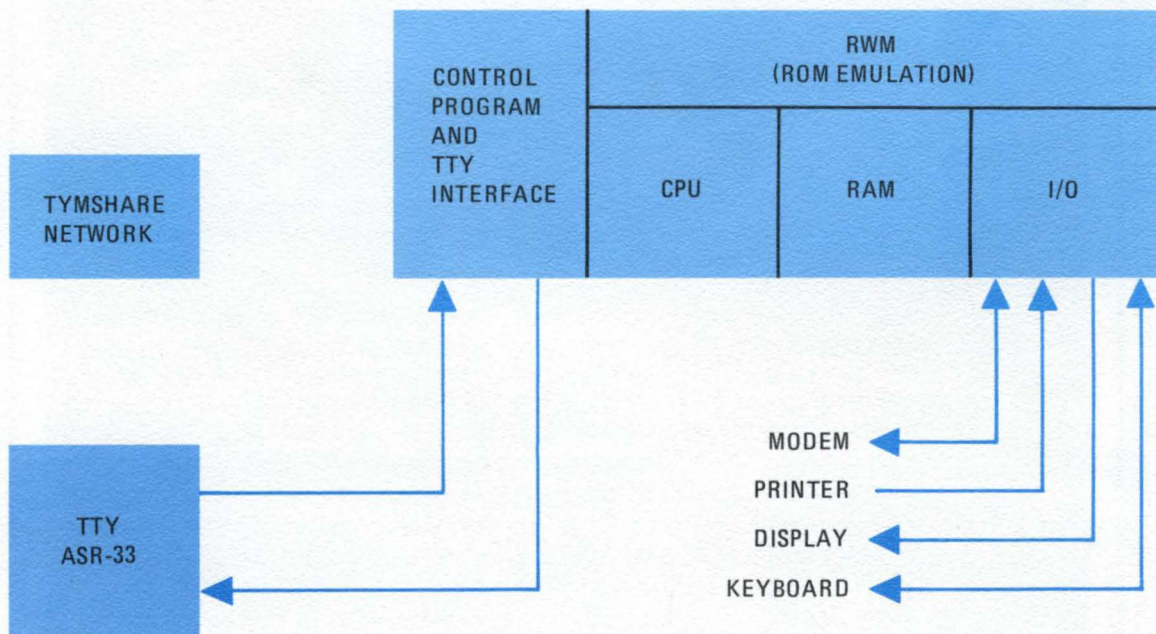 CONTROL
PROGRAM
AND
TTY
INTERFACE
RWM
(ROM EMULATION)
CPU
RAM
I/O
TYMSHARE
NETWORK
TTY
ASR-33
MODEM
PRINTER
DISPLAY
KEYBOARD